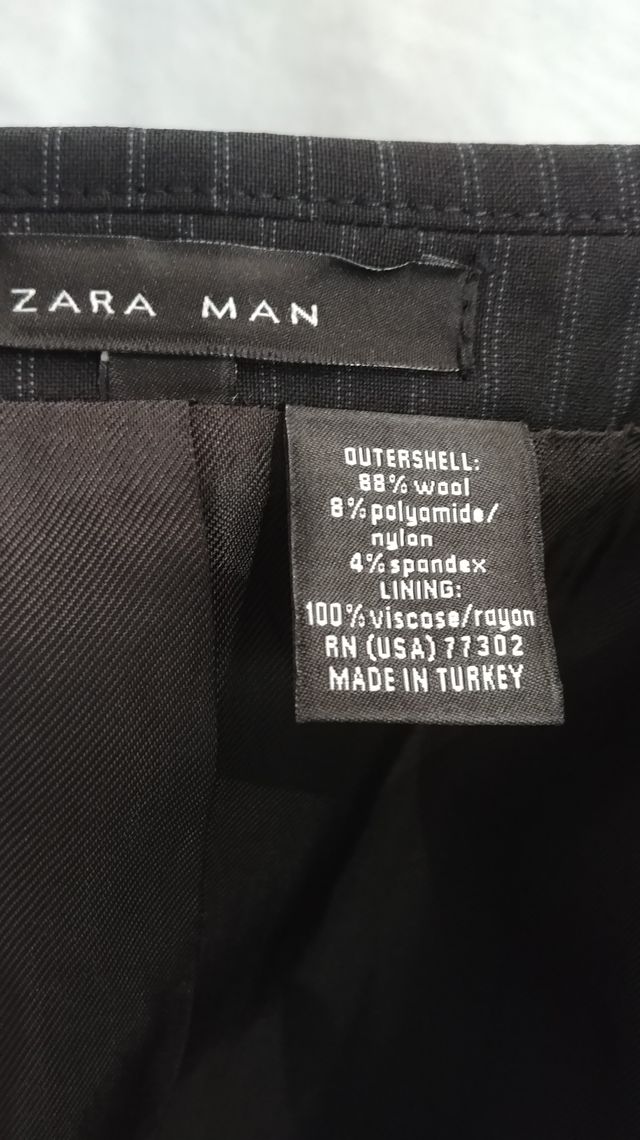 ZARA MAN
OUTERSHELL:
88% wool
8% polyamide/
nylon
4% spandex
LINING:
100% viscose/rayon
RN (USA) 77302
MADE IN TURKEY